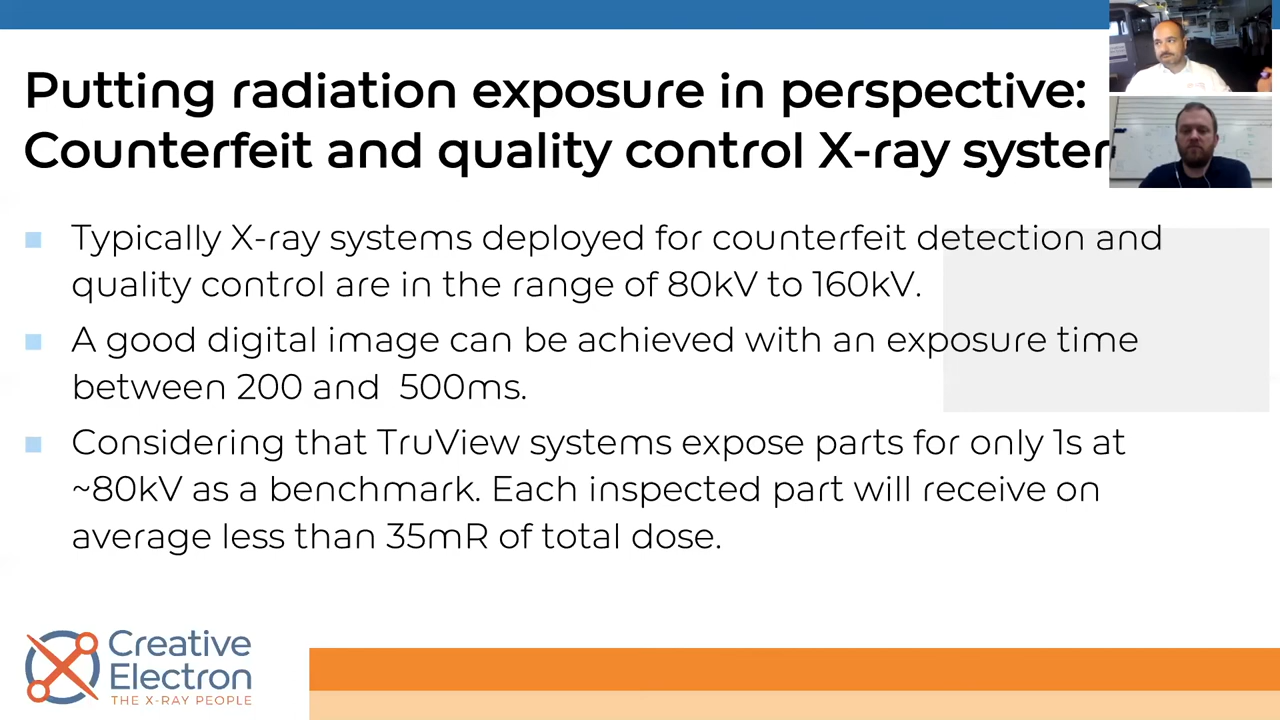 Putting radiation exposure in perspective:
Counterfeit and quality control X-ray syster
Typically X-ray systems deployed for counterfeit detection and
quality control are in the range of 80kV to 160kV.
A good digital image can be achieved with an exposure time
between 200 and 500ms.
Considering that TruView systems expose parts for only 1s at
~80kV as a benchmark. Each inspected part will receive on
average less than 35mR of total dose.
Creative
Electron
THE X-RAY PEOPLE